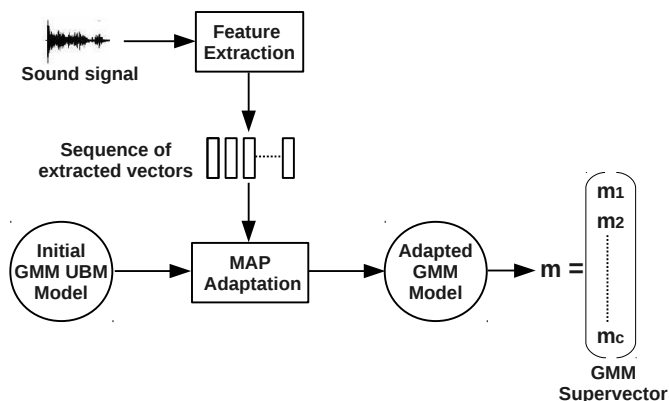 Sound signal
Feature
Extraction
Sequence of
extracted vectors
Initial
GMM UBM
Model
MAP
Adaptation
Adapted
GMM
Model
m =
m1
m2
mc
GMM
Supervector